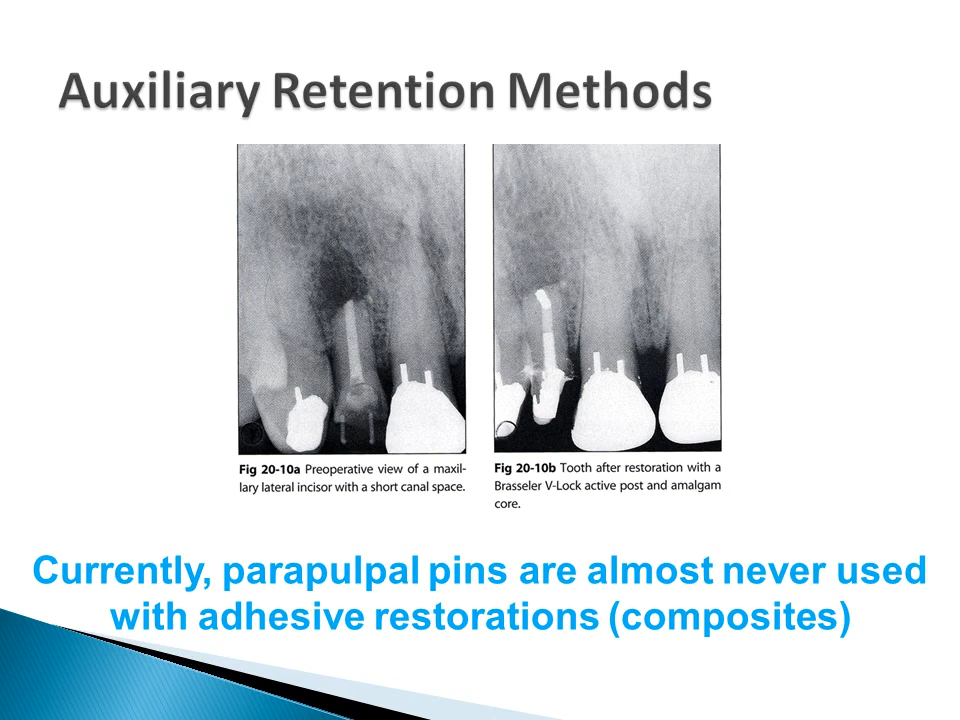 Auxiliary Retention Methods
Fig 20-10a Preoperative view of a maxil-
lary lateral incisor with a short canal space.
Fig 20-10b Tooth after restoration with a
Brasseler V-Lock active post and amalgam
core.
Currently, parapulpal pins are almost never used
with adhesive restorations (composites)